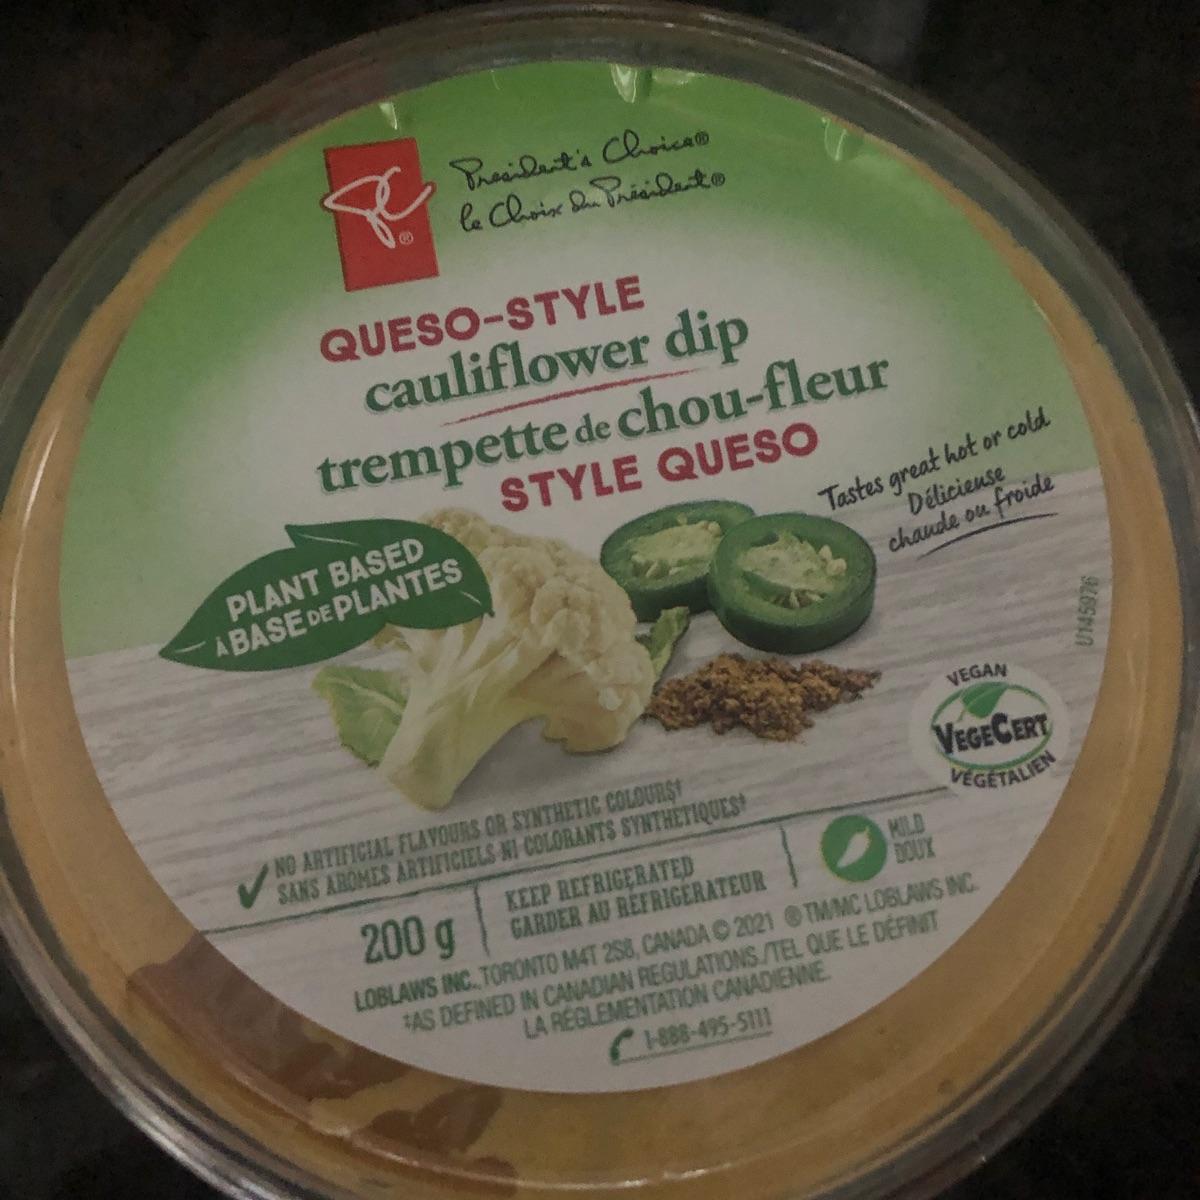 PC®
President's Choice®
le Choix du Président®
QUESO-STYLE
cauliflower dip
trempette de chou-fleur
STYLE QUESO
Tastes great hot or cold
Délicieuse
chaude ou froide
PLANT BASED
À BASE DE PLANTES
U145076
VEGAN
VEGECERT
VÉGÉTALIEN
NO ARTIFICIAL FLAVOURS OR SYNTHETIC COLOURS‡
SANS ARÔMES ARTIFICIELS NI COLORANTS SYNTHÉTIQUES‡
200 g
KEEP REFRIGERATED
GARDER AU RÉFRIGÉRATEUR
MILD
DOUX
LOBLAWS INC., TORONTO M4T 2S8, CANADA © 2021 ® TM/MC LOBLAWS INC.
‡AS DEFINED IN CANADIAN REGULATIONS./TEL QUE LE DÉFINIT
LA RÉGLEMENTATION CANADIENNE.
1-888-495-5111